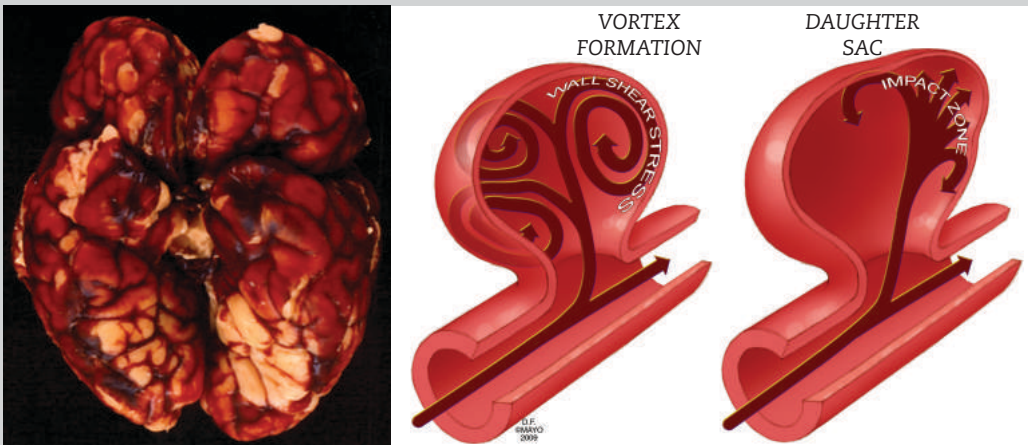 VORTEX
FORMATION
DAUGHTER
SAC
WALL SHEAR STRESS
IMPACT ZONE
D.F.
©MAYO
2009